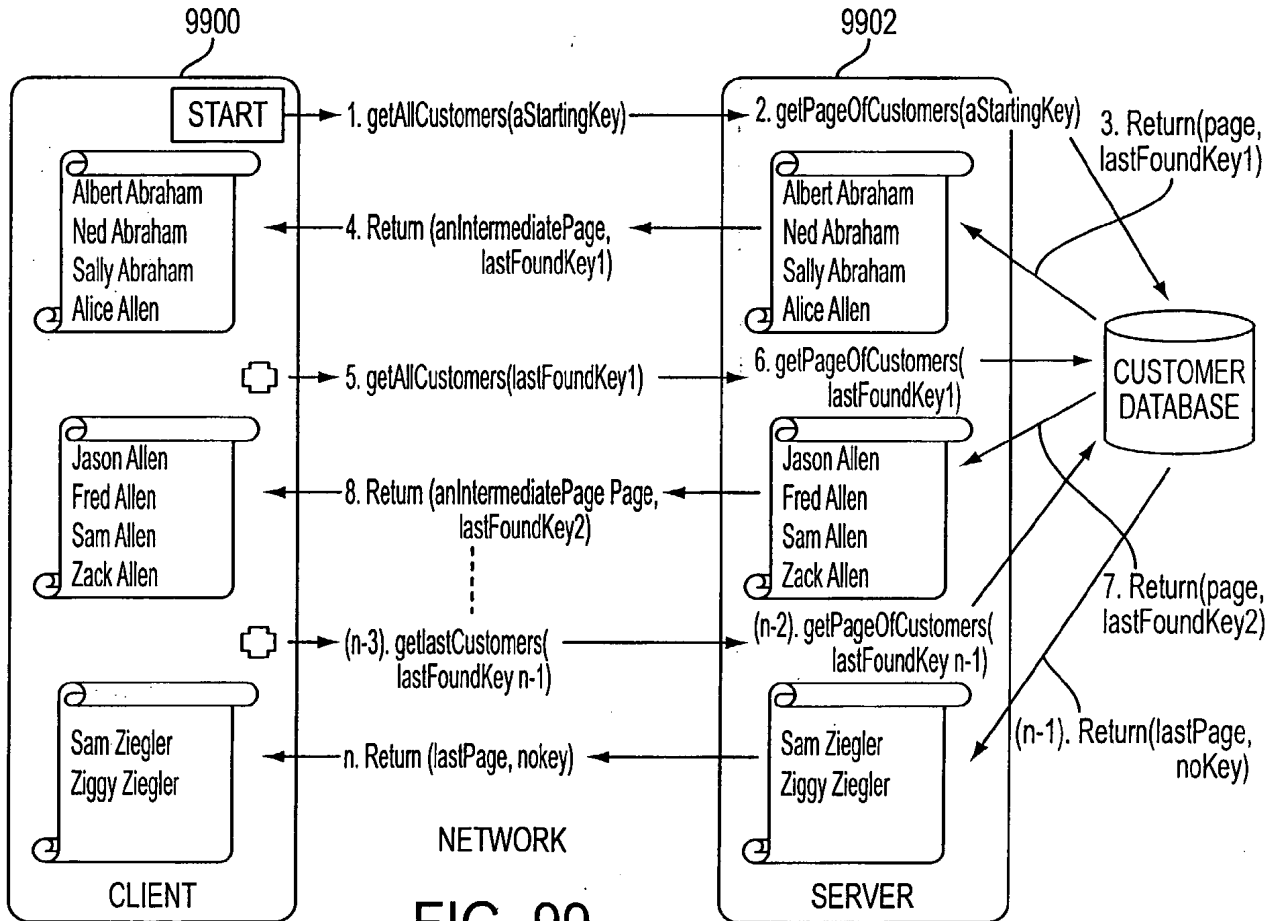 9900
9902
START
1. getAllCustomers(aStartingKey)
2. getPageOfCustomers(aStartingKey)
3. Return(page,
lastFoundKey1)
Albert Abraham
Ned Abraham
Sally Abraham
Alice Allen
4. Return (anIntermediatePage,
lastFoundKey1)
Albert Abraham
Ned Abraham
Sally Abraham
Alice Allen
5. getAllCustomers(lastFoundKey1)
6. getPageOfCustomers(
lastFoundKey1)
CUSTOMER
DATABASE
Jason Allen
Fred Allen
Sam Allen
Zack Allen
8. Return (anIntermediatePage Page,
lastFoundKey2)
Jason Allen
Fred Allen
Sam Allen
Zack Allen
7. Return(page,
lastFoundKey2)
(n-3). getlastCustomers(
lastFoundKey n-1)
(n-2). getPageOfCustomers(
lastFoundKey n-1)
(n-1). Return(lastPage,
noKey)
Sam Ziegler
Ziggy Ziegler
n. Return (lastPage, nokey)
Sam Ziegler
Ziggy Ziegler
NETWORK
CLIENT
SERVER
FIG. 99